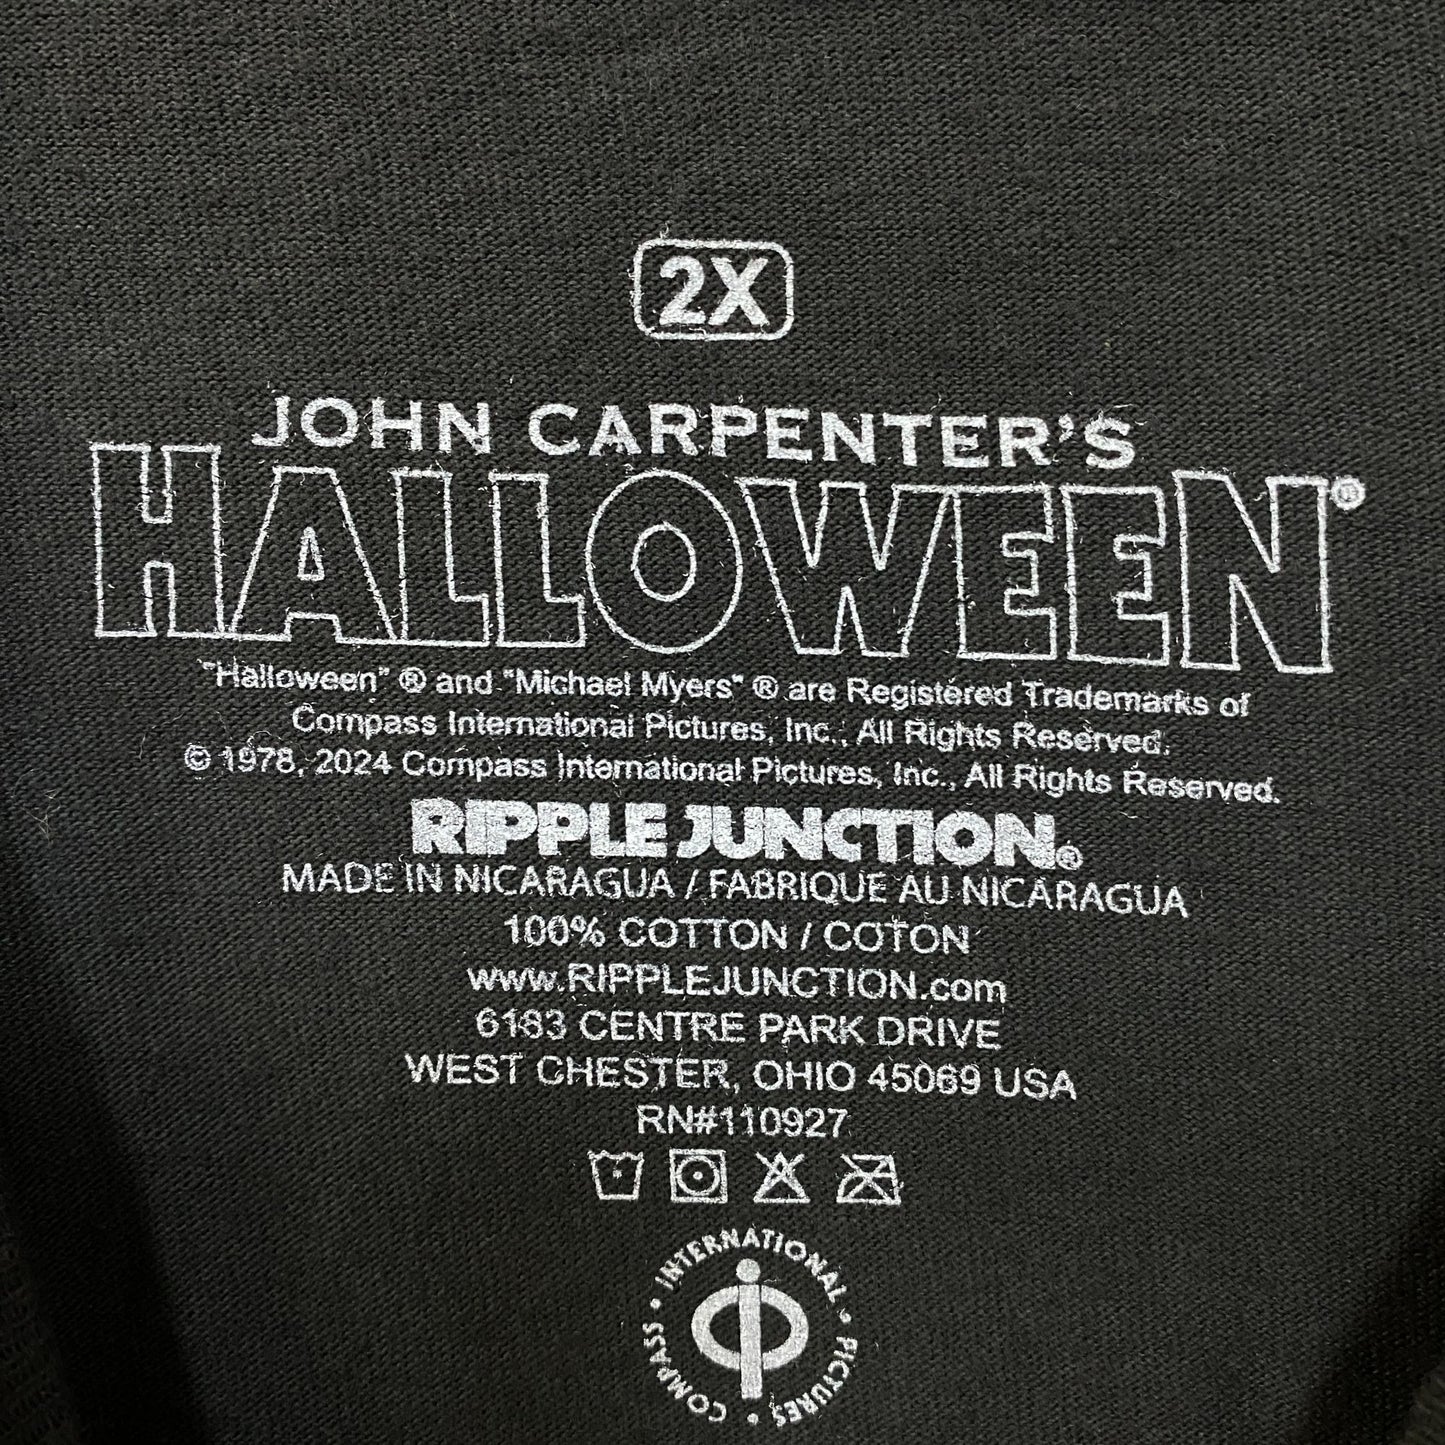 2X
JOHN CARPENTER'S
HALLOWEEN®
"Halloween" ® and "Michael Myers" ® are Registered Trademarks of
Compass International Pictures, Inc., All Rights Reserved.
© 1978, 2024 Compass International Pictures, Inc., All Rights Reserved.
RIPPLE JUNCTION®
MADE IN NICARAGUA / FABRIQUE AU NICARAGUA
100% COTTON / COTON
www.RIPPLEJUNCTION.com
6183 CENTRE PARK DRIVE
WEST CHESTER, OHIO 45069 USA
RN#110927
COMPASS • INTERNATIONAL • PICTURES •